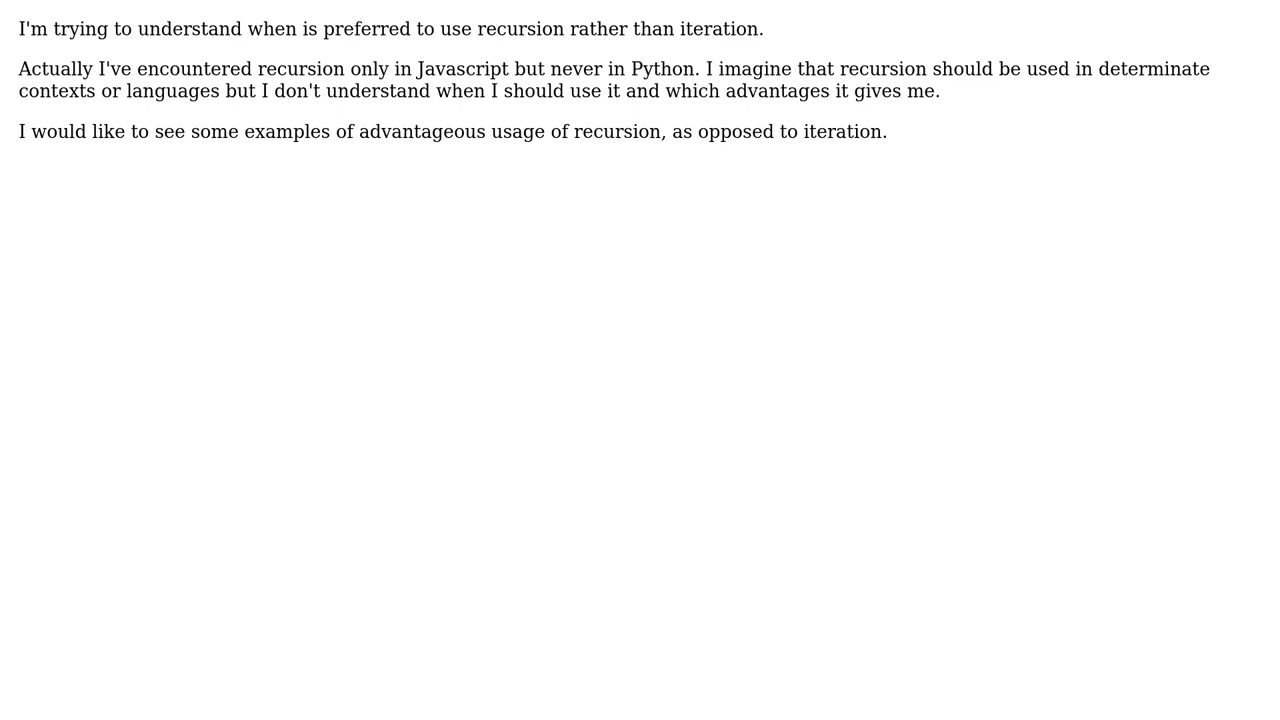 I'm trying to understand when is preferred to use recursion rather than iteration.
Actually I've encountered recursion only in Javascript but never in Python. I imagine that recursion should be used in determinate
contexts or languages but I don't understand when I should use it and which advantages it gives me.
I would like to see some examples of advantageous usage of recursion, as opposed to iteration.